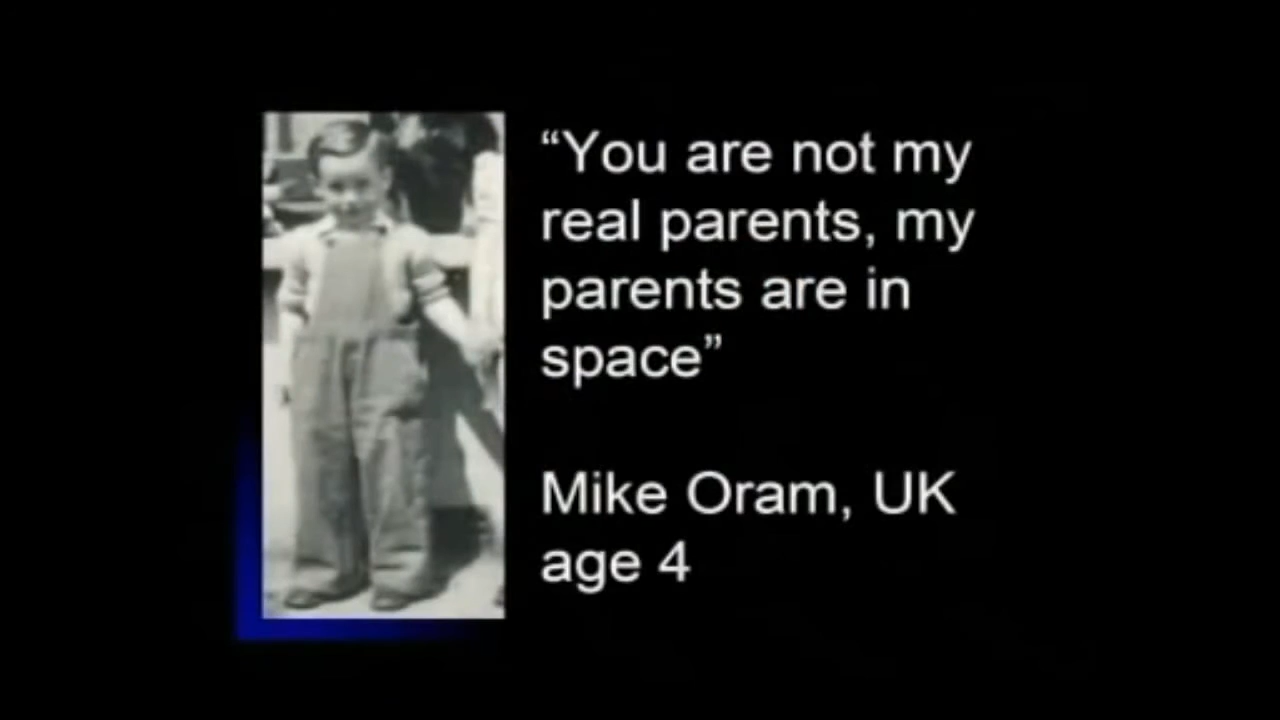 “You are not my
real parents, my
parents are in
space”
Mike Oram, UK
age 4